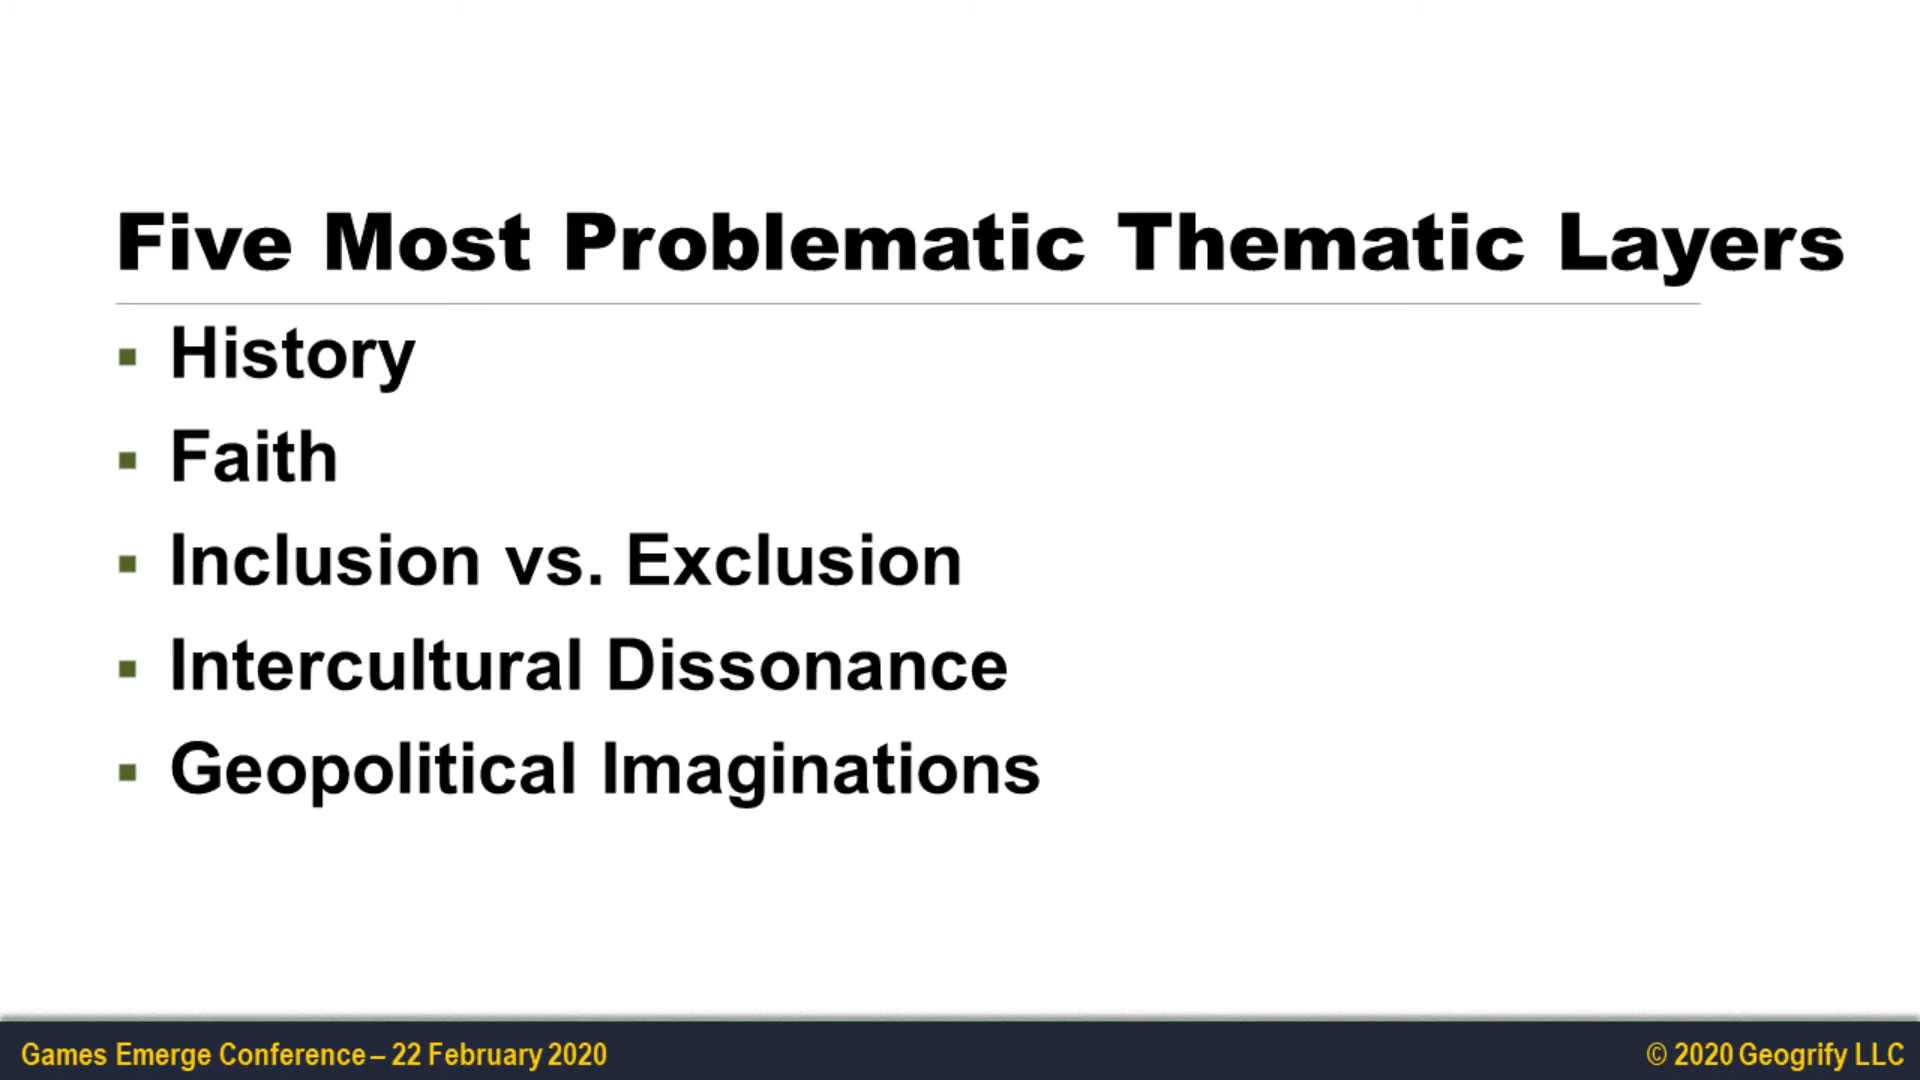 Five Most Problematic Thematic Layers
▪ History
▪ Faith
▪ Inclusion vs. Exclusion
▪ Intercultural Dissonance
▪ Geopolitical Imaginations
Games Emerge Conference – 22 February 2020
© 2020 Geogrify LLC